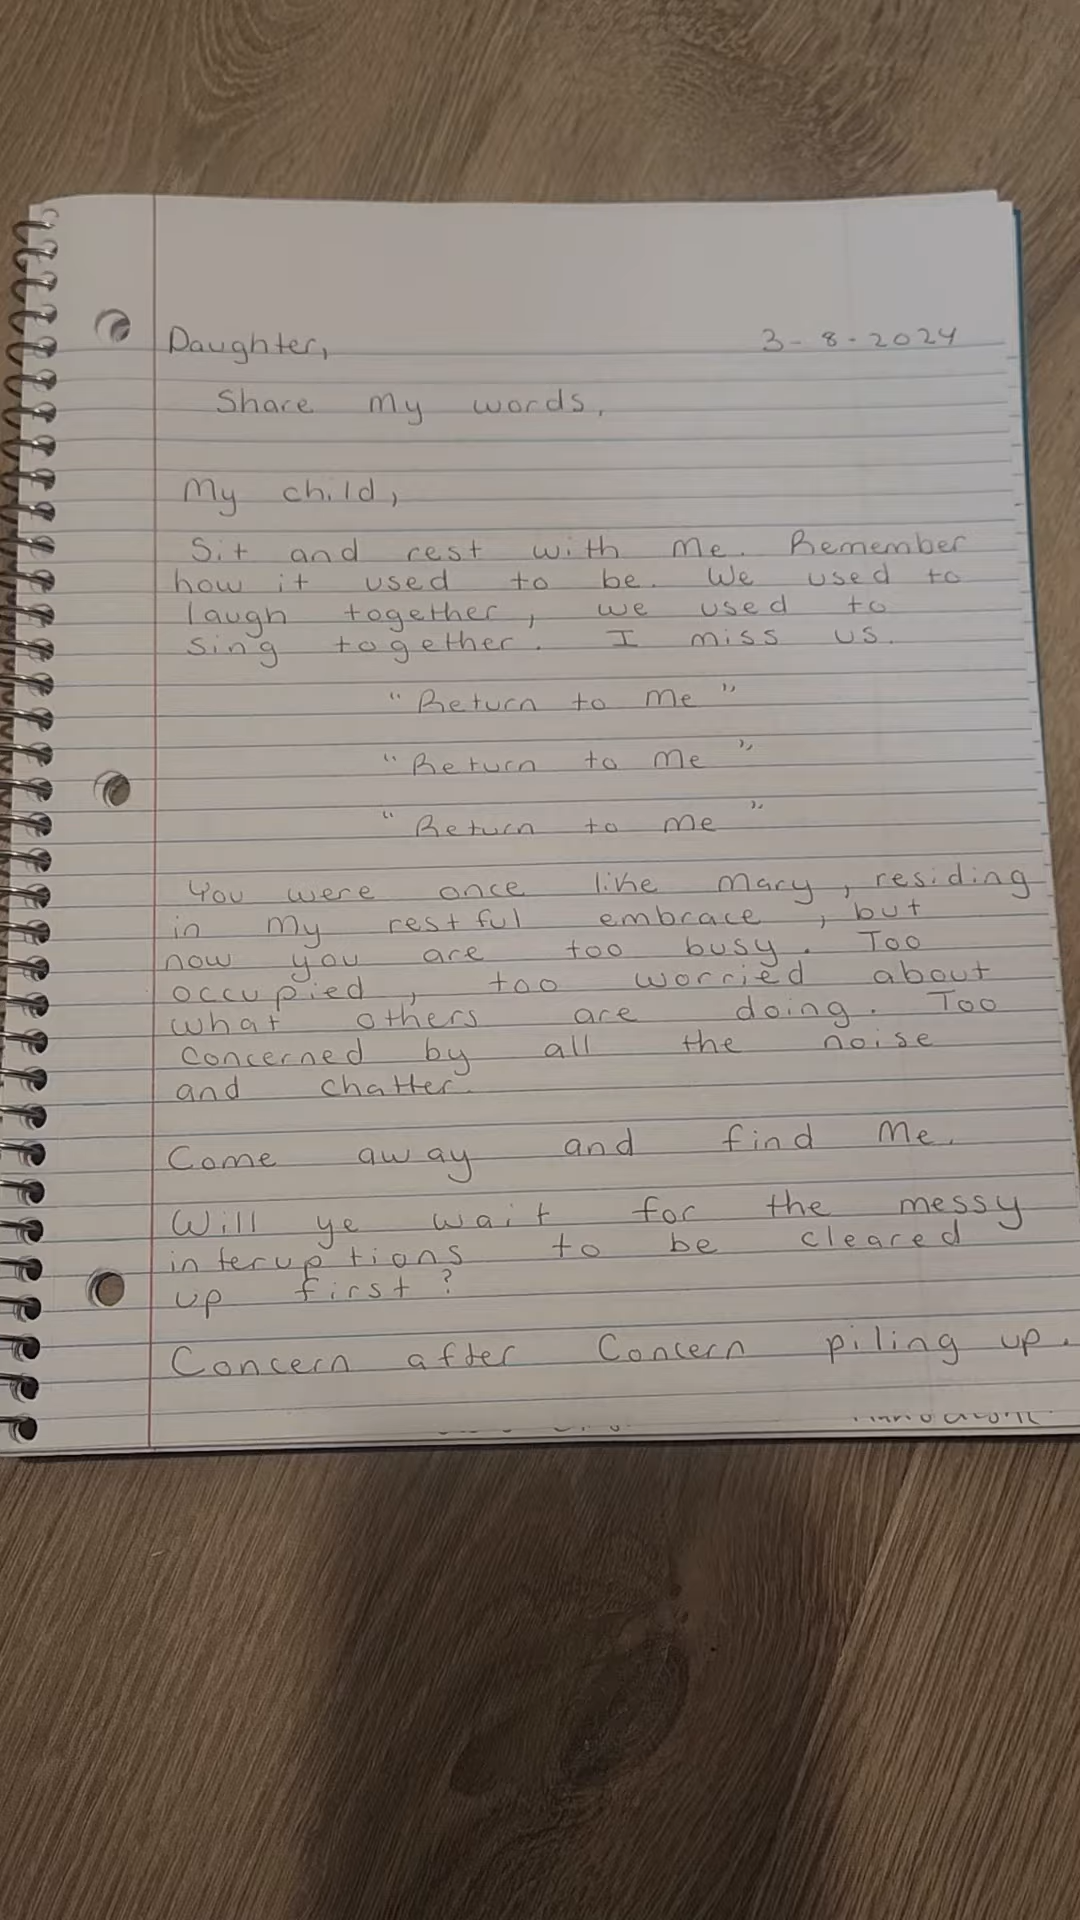 Daughter, 3-8-2024
Share my words,
My child,
Sit and rest with Me. Remember
how it used to be. We used to
laugh together, we used to
sing together. I miss us.
"Return to Me"
"Return to Me"
"Return to Me"
You were once like Mary, residing
in My restful embrace, but
now you are too busy. Too
occupied, too worried about
what others are doing. Too
concerned by all the noise
and chatter.
Come away and find Me.
Will ye wait for the messy
interuptions to be cleared
up first?
Concern after Concern piling up.